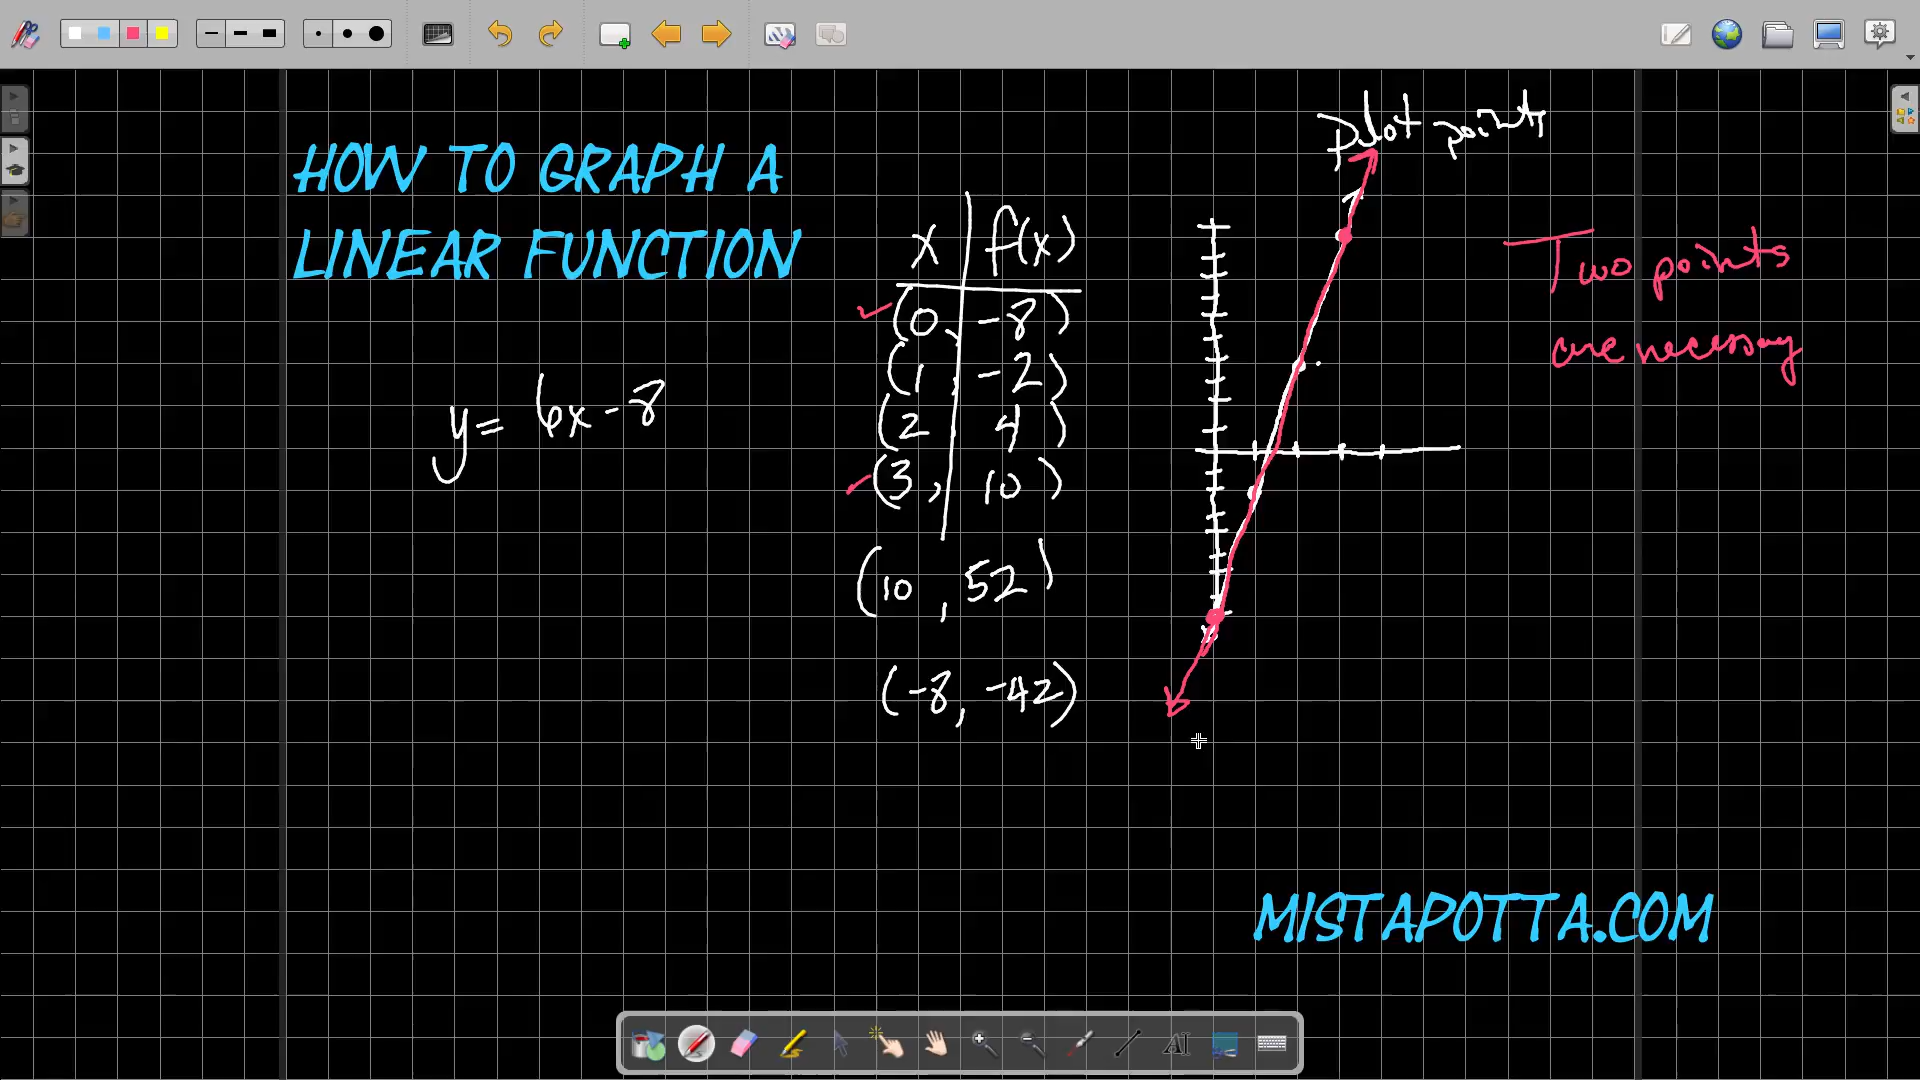 HOW TO GRAPH A
LINEAR FUNCTION
y = 6x - 8
x f(x)
(0, -8)
(1, -2)
(2 4)
(3, 10)
(10, 52)
(-8, -42)
plot points
Two points
are necessary
MISTAPOTTA.COM
AI